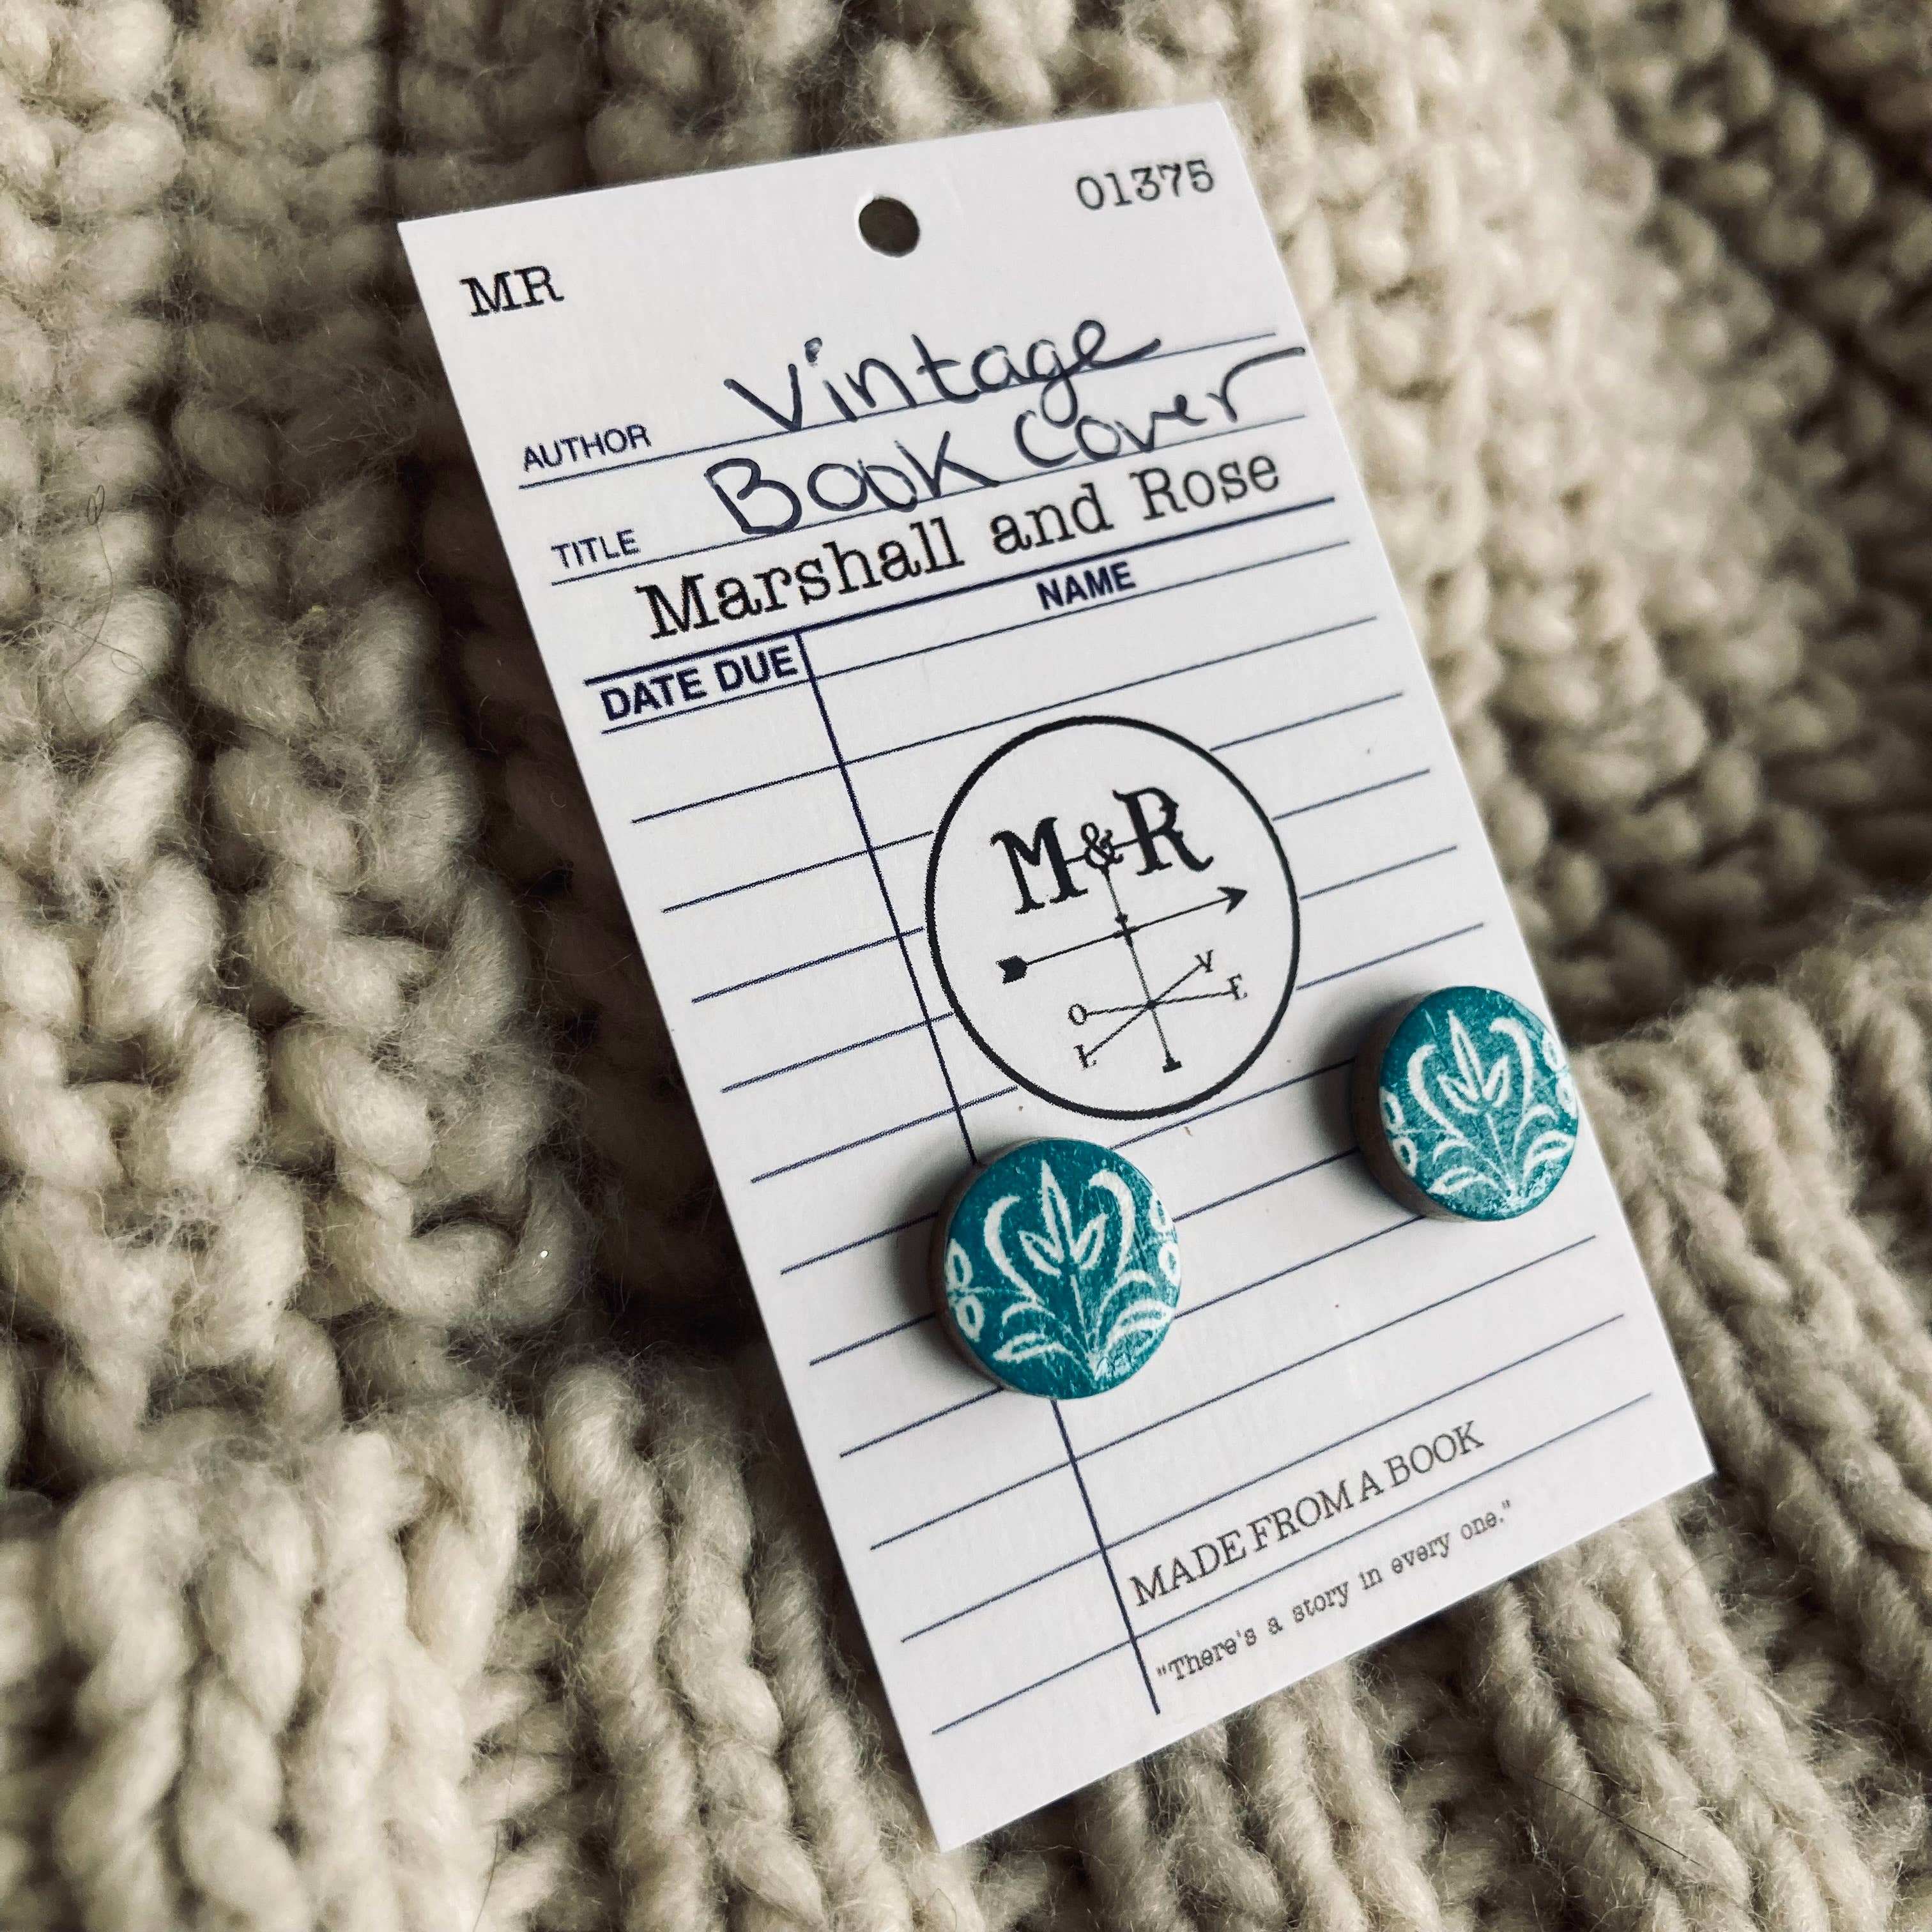 01375
MR
AUTHOR Vintage
TITLE Book Cover
Marshall and Rose
DATE DUE NAME
M&R
L O V E
MADE FROM A BOOK
"There's a story in every one."